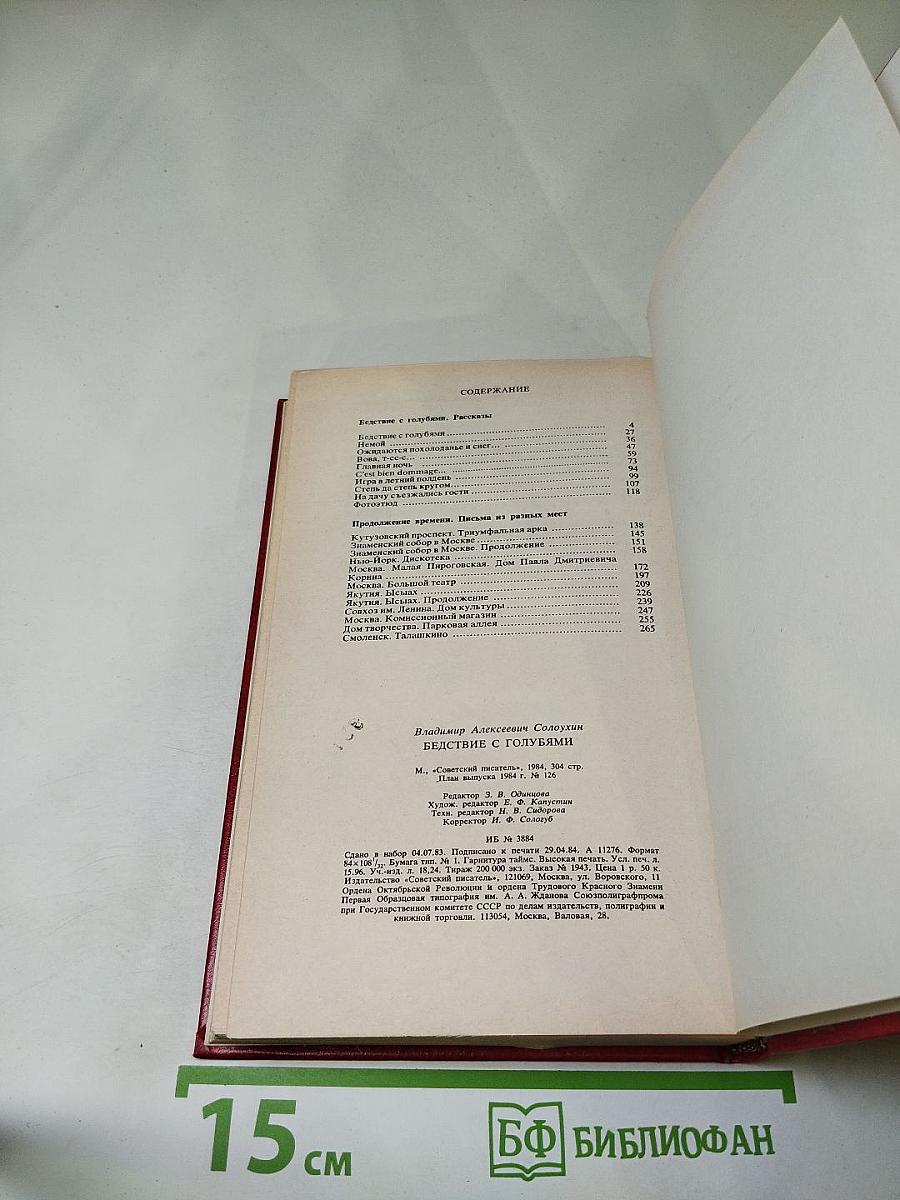 СОДЕРЖАНИЕ
Бедствие с голубями. Рассказы
Бедствие с голубями 4
Немой 27
Ожидаются похолоданье и снег... 36
Вова, т-сс-с... 47
Главная ночь 59
C'est bien dommage... 73
Игра в летний полдень 94
Степь да степь кругом... 99
На дачу съезжались гости 107
Фотоэтюд 118
Продолжение времени. Письма из разных мест
Кутузовский проспект. Триумфальная арка 138
Знаменский собор в Москве 145
Знаменский собор в Москве. Продолжение 151
Нью-Йорк. Дискотека 158
Москва. Малая Пироговская. Дом Павла Дмитриевича
Корина 172
Москва. Большой театр 197
Якутия. Ысыах 209
Якутия. Ысыах. Продолжение 226
Совхоз им. Ленина. Дом культуры 239
Москва. Комиссионный магазин 247
Дом творчества. Парковая аллея 255
Смоленск. Талашкино 265
Владимир Алексеевич Солоухин
БЕДСТВИЕ С ГОЛУБЯМИ
М., «Советский писатель», 1984, 304 стр.
План выпуска 1984 г. № 126
Редактор З. В. Одинцова
Худож. редактор Е. Ф. Капустин
Техн. редактор Н. В. Сидорова
Корректор И. Ф. Сологуб
ИБ № 3884
Сдано в набор 04.07.83. Подписано к печати 29.04.84. А 11276. Формат
84×108¹/₃₂. Бумага тип. № 1. Гарнитура таймс. Высокая печать. Усл. печ. л.
15,96. Уч.-изд. л. 18,24. Тираж 200 000 экз. Заказ № 1943, Цена 1 р. 50 к.
Издательство «Советский писатель», 121069, Москва, ул. Воровского, 11
Ордена Октябрьской Революции и ордена Трудового Красного Знамени
Первая Образцовая типография им. А. А. Жданова Союзполиграфпрома
при Государственном комитете СССР по делам издательств, полиграфии и
книжной торговли. 113054, Москва, Валовая, 28.
15 см
БФ БИБЛИОФАН